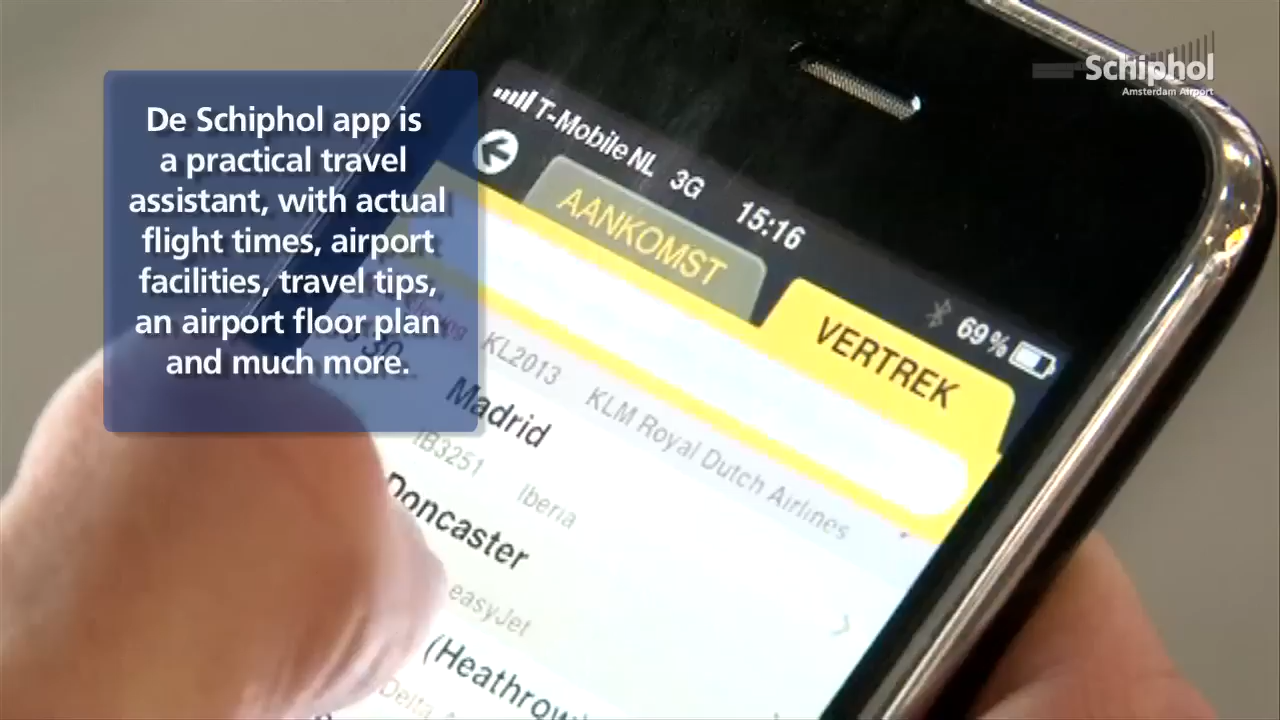 Schiphol
Amsterdam Airport
De Schiphol app is
a practical travel
assistant, with actual
flight times, airport
facilities, travel tips,
an airport floor plan
and much more.
T-Mobile NL 3G 15:16 69%
AANKOMST VERTREK
KL2013 KLM Royal Dutch Airlines
Madrid
IB3251 Iberia
Doncaster
easyJet
(Heathrow)
Delta